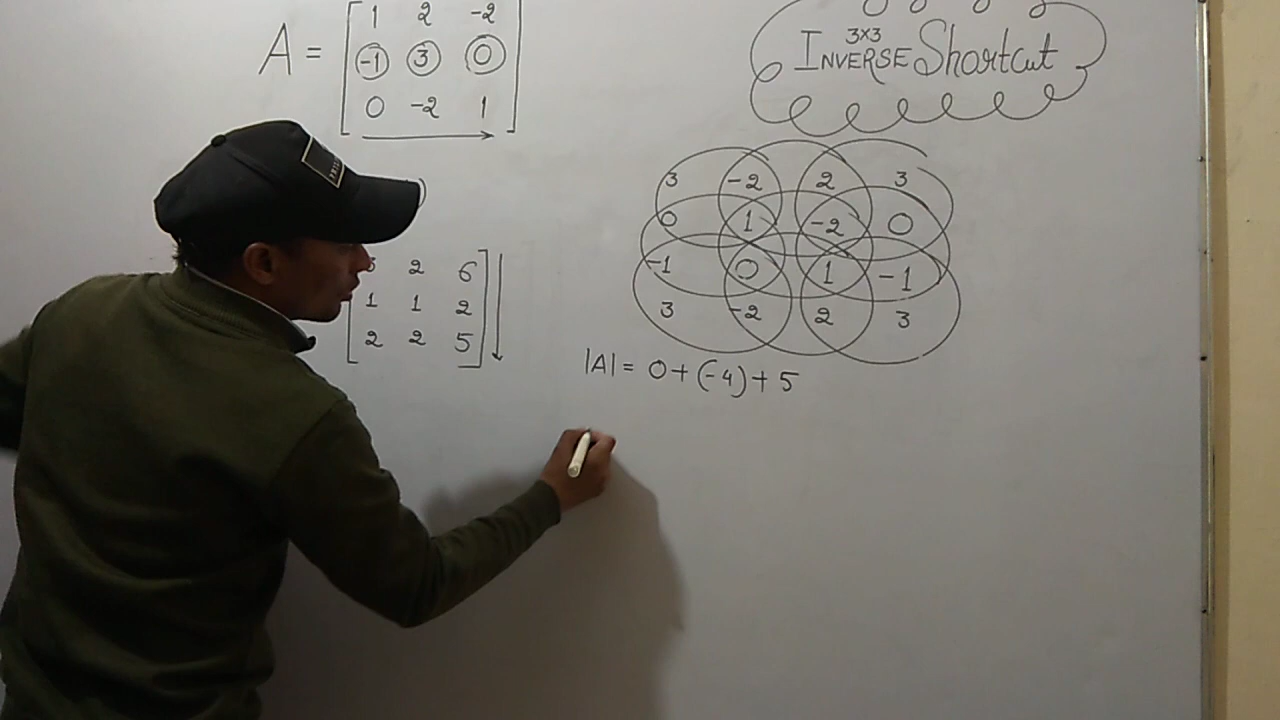 A = [ 1 2 -2
-1 3 0
0 -2 1 ]
3×3
INVERSE Shortcut
3 -2 2 3
0 1 -2 0
-1 0 1 -1
3 -2 2 3
)
2 6
1 1 2
2 2 5 ]
|A| = 0 + (-4) + 5